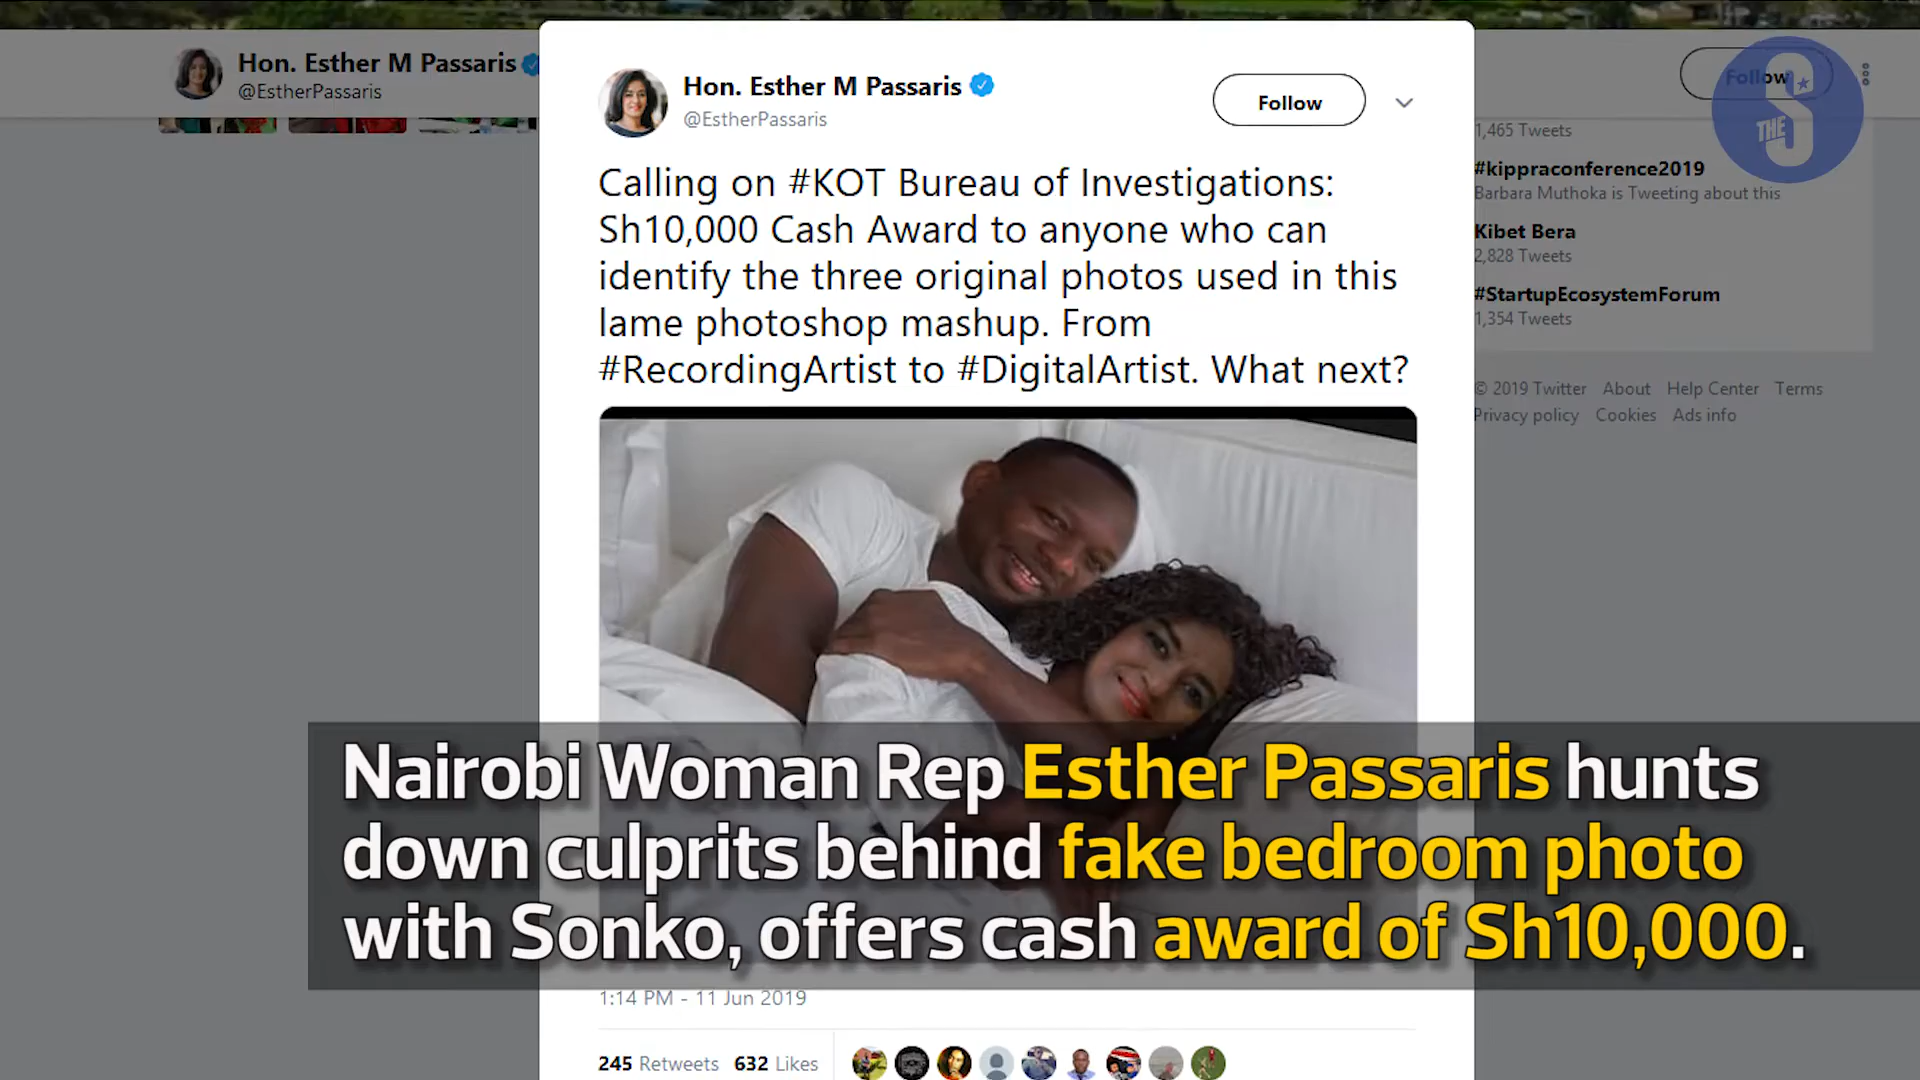 Hon. Esther M Passaris
@EstherPassaris
Hon. Esther M Passaris
@EstherPassaris
Follow
Follow
THE S
Calling on #KOT Bureau of Investigations:
Sh10,000 Cash Award to anyone who can
identify the three original photos used in this
lame photoshop mashup. From
#RecordingArtist to #DigitalArtist. What next?
1,465 Tweets
#kippraconference2019
Barbara Muthoka is Tweeting about this
Kibet Bera
2,828 Tweets
#StartupEcosystemForum
1,354 Tweets
© 2019 Twitter About Help Center Terms
Privacy policy Cookies Ads info
Nairobi Woman Rep Esther Passaris hunts
down culprits behind fake bedroom photo
with Sonko, offers cash award of Sh10,000.
1:14 PM - 11 Jun 2019
245 Retweets 632 Likes